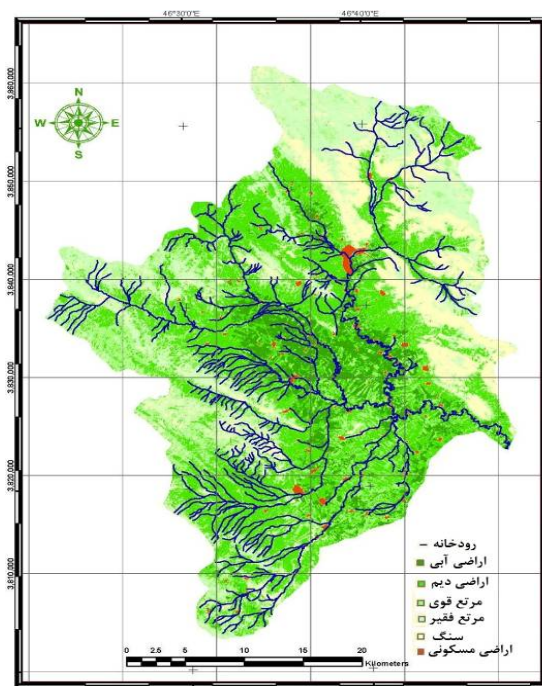 46°30'0"E 46°40'0"E
3,860,000
3,850,000
3,840,000
3,830,000
3,820,000
3,810,000
N
W E
S
رودخانه
اراضی آبی
اراضی دیم
مرتع قوی
مرتع فقیر
سنگ
اراضی مسکونی
0 2.5 5 10 15 20
Kilometers